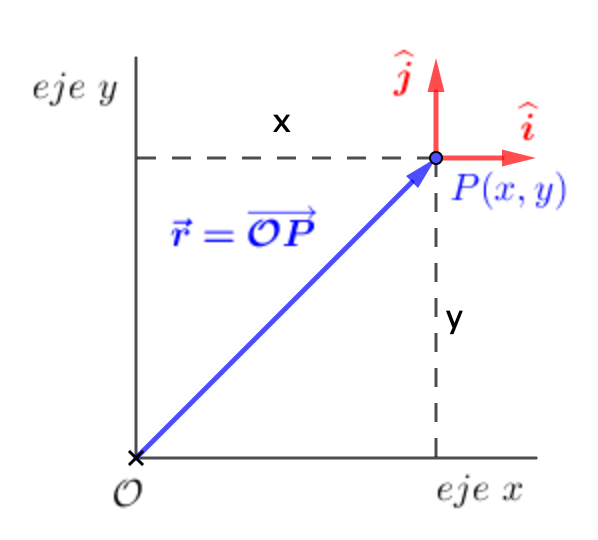 ĵ
eje y
x
î
P(x, y)
r⃗ = 𝒪P⃗
y
𝒪
eje x